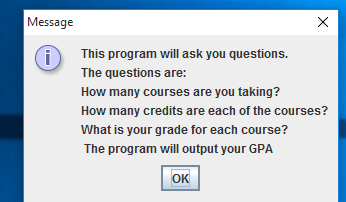 Message
This program will ask you questions.
The questions are:
How many courses are you taking?
How many credits are each of the courses?
What is your grade for each course?
The program will output your GPA
OK